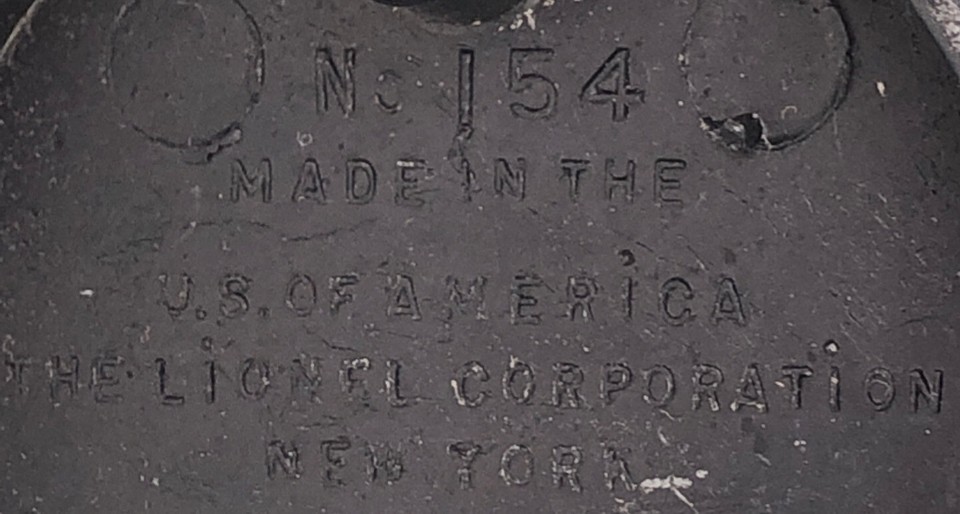 No 154
MADE IN THE
U.S. OF AMERiCA
THE LiONEL CORPORATiON
NEW YORK